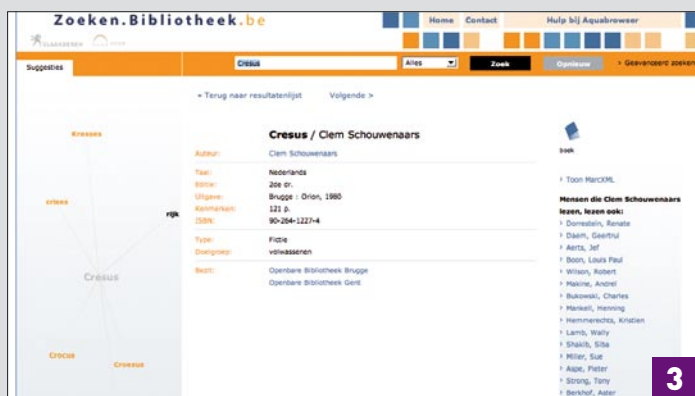 Zoeken.Bibliotheek.be
Home Contact Hulp bij Aquabrowser
VLAANDEREN
Suggesties
Cresus Alles Zoek Opnieuw > Geavanceerd zoeken
« Terug naar resultatenlijst Volgende >
Cresus / Clem Schouwenaars
Auteur: Clem Schouwenaars
Taal: Nederlands
Editie: 2de dr.
Uitgave: Brugge : Orion, 1980
Kenmerken: 121 p.
ISBN: 90-264-1227-4
Type: Fictie
Doelgroep: volwassenen
Bezit: Openbare Bibliotheek Brugge
Openbare Bibliotheek Gent
Kresses
criens
rijk
Cresus
Crocus
Croesus
boek
› Toon MarcXML
Mensen die Clem Schouwenaars
lezen, lezen ook:
› Dorrestein, Renate
› Daem, Geertrui
› Aerts, Jef
› Boon, Louis Paul
› Wilson, Robert
› Makine, Andreï
› Bukowski, Charles
› Mankell, Henning
› Hemmerechts, Kristien
› Lamb, Wally
› Shakib, Siba
› Miller, Sue
› Aspe, Pieter
› Strong, Tony
› Berkhof, Aster
3